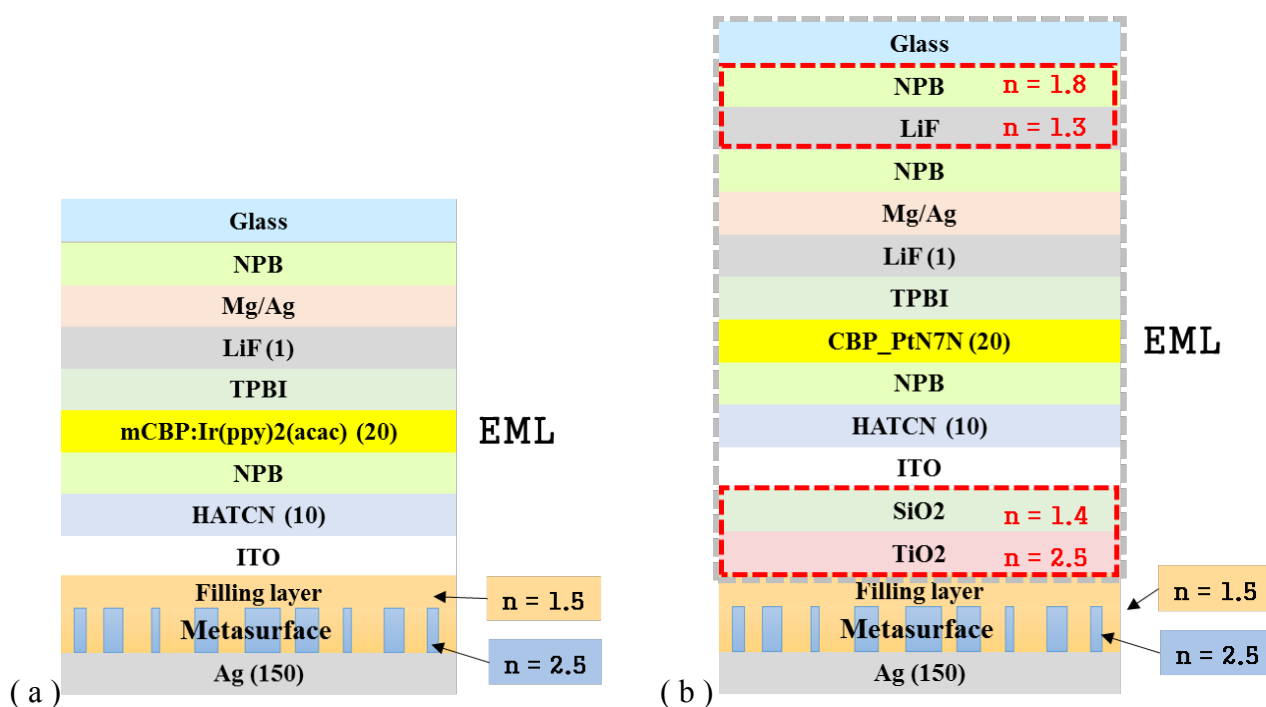 Glass
NPB
Mg/Ag
LiF (1)
TPBI
mCBP:Ir(ppy)2(acac) (20)
EML
NPB
HATCN (10)
ITO
Filling layer
n = 1.5
Metasurface
n = 2.5
Ag (150)
( a )
Glass
NPB n = 1.8
LiF n = 1.3
NPB
Mg/Ag
LiF (1)
TPBI
CBP_PtN7N (20)
EML
NPB
HATCN (10)
ITO
SiO2 n = 1.4
TiO2 n = 2.5
Filling layer
n = 1.5
Metasurface
n = 2.5
Ag (150)
( b )